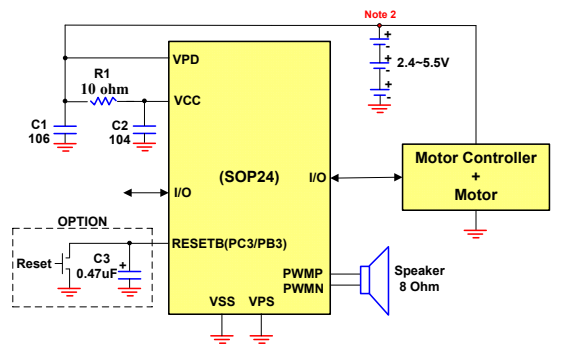 Note 2
VPD
2.4~5.5V
R1
10 ohm
VCC
C1
106
C2
104
(SOP24)
I/O
I/O
Motor Controller
+
Motor
OPTION
RESETB(PC3/PB3)
Reset
C3
0.47uF
+
PWMP
PWMN
Speaker
8 Ohm
VSS
VPS
+
-
+
-
+
-